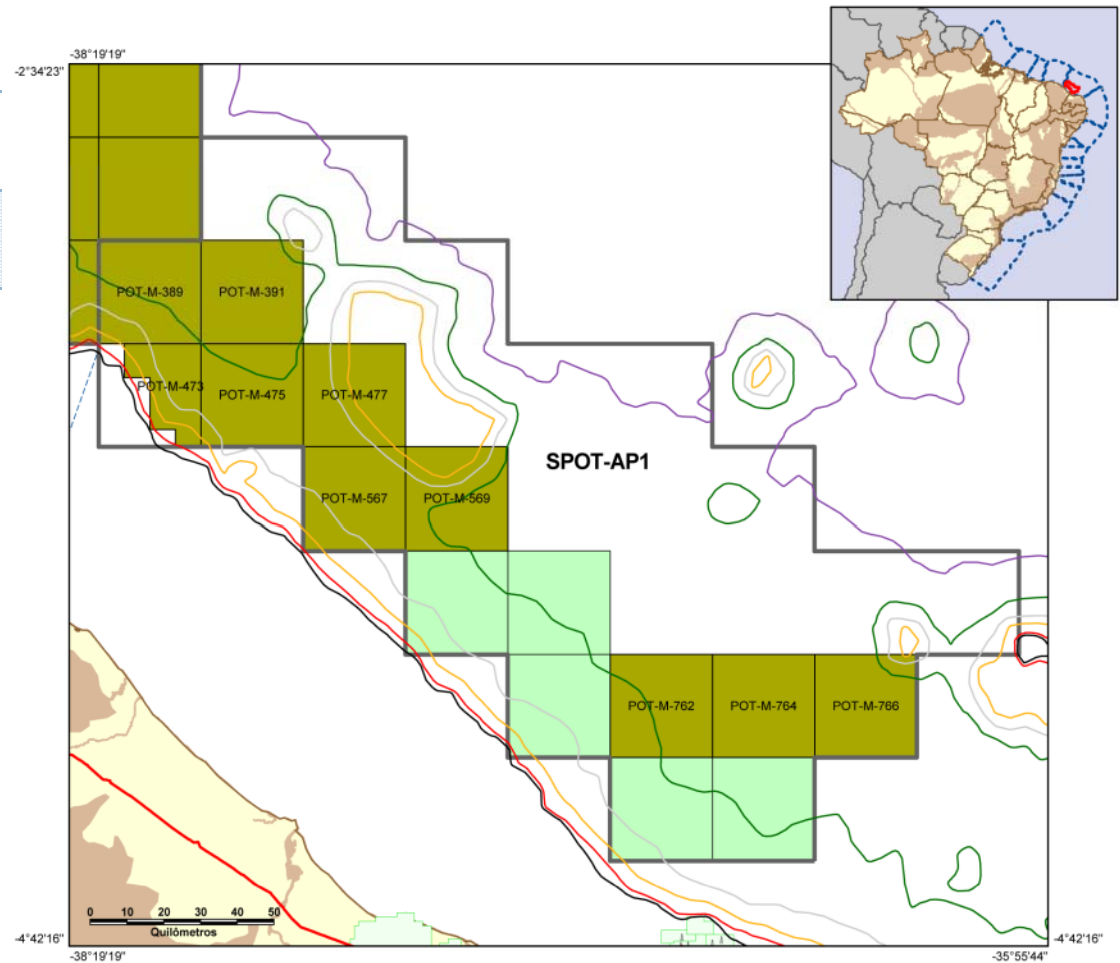 -38°19'19"
-2°34'23"
POT-M-389
POT-M-391
POT-M-473
POT-M-475
POT-M-477
SPOT-AP1
POT-M-567
POT-M-569
POT-M-762
POT-M-764
POT-M-766
0 10 20 30 40 50
Quilômetros
-4°42'16"
-4°42'16"
-38°19'19"
-35°55'44"